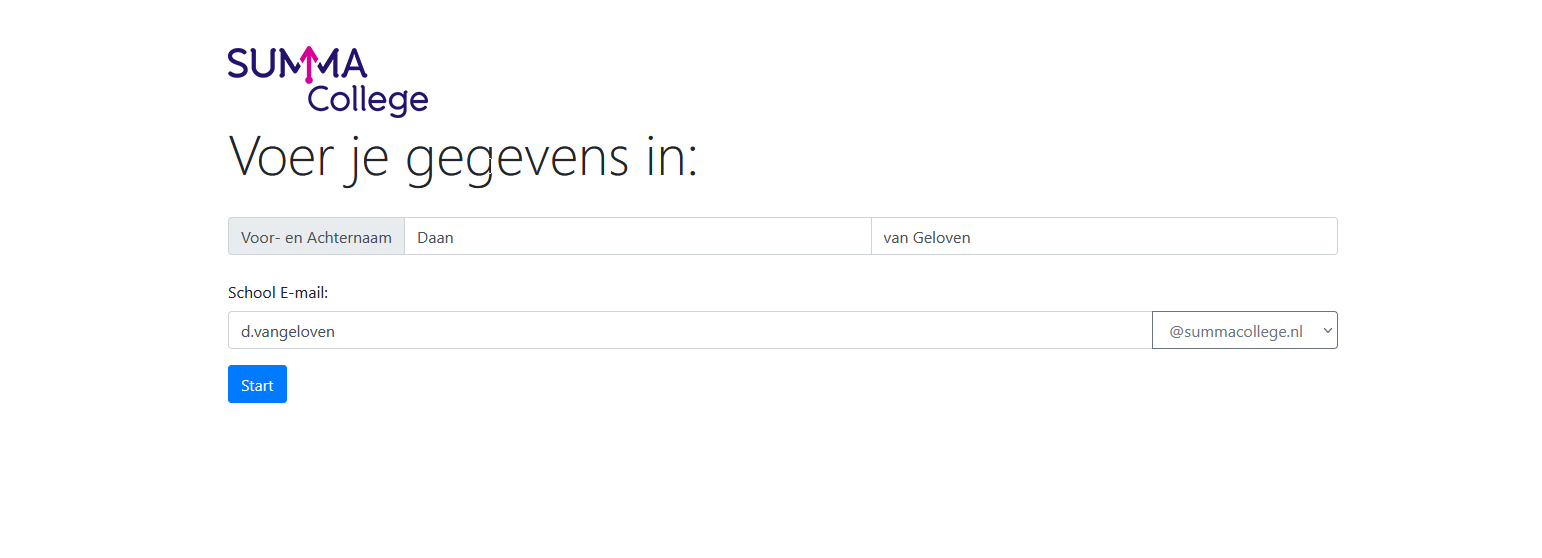 SUMMA
College
Voer je gegevens in:
Voor- en Achternaam Daan van Geloven
School E-mail:
d.vangeloven @summacollege.nl
Start